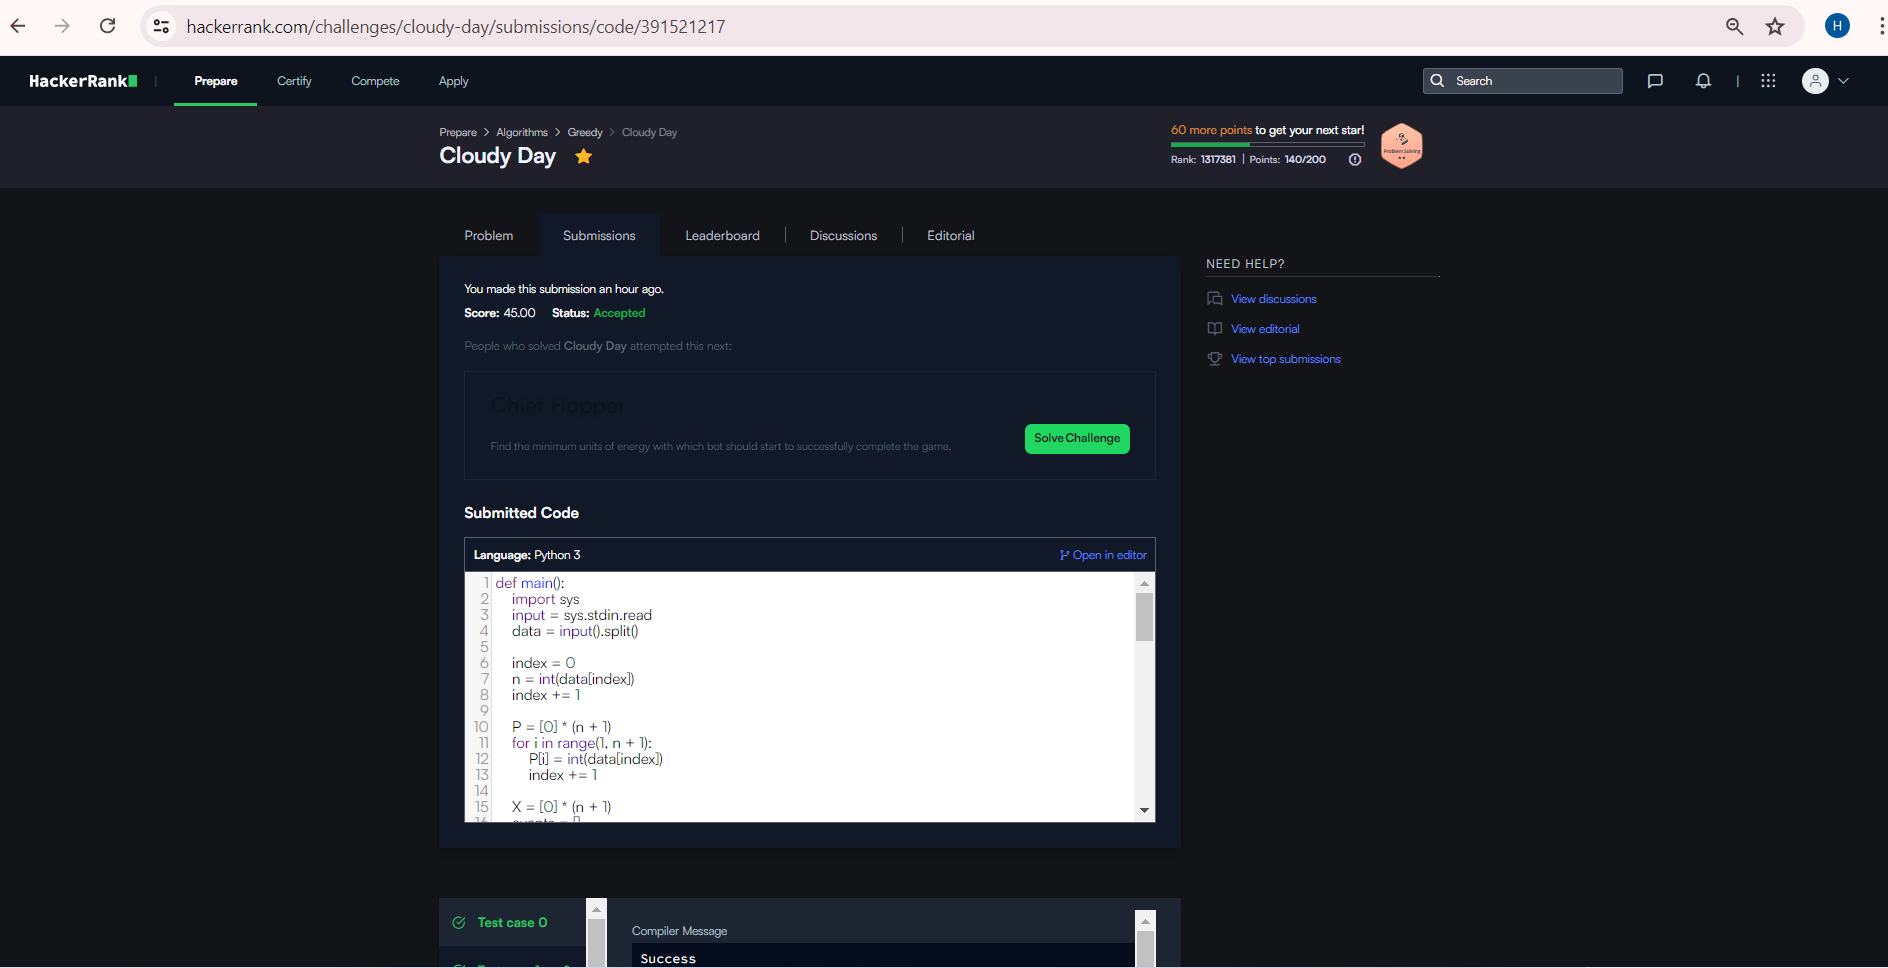 hackerrank.com/challenges/cloudy-day/submissions/code/391521217
H
HackerRank
Prepare
Certify
Compete
Apply
Search
Prepare > Algorithms > Greedy > Cloudy Day
Cloudy Day
60 more points to get your next star!
Rank: 1317381 | Points: 140/200
Problem Solving
Problem
Submissions
Leaderboard
Discussions
Editorial
You made this submission an hour ago.
Score: 45.00 Status: Accepted
People who solved Cloudy Day attempted this next:
Chief Hopper
Find the minimum units of energy with which bot should start to successfully complete the game.
Solve Challenge
NEED HELP?
View discussions
View editorial
View top submissions
Submitted Code
Language: Python 3
Open in editor
1 def main():
2 import sys
3 input = sys.stdin.read
4 data = input().split()
5
6 index = 0
7 n = int(data[index])
8 index += 1
9
10 P = [0] * (n + 1)
11 for i in range(1, n + 1):
12 P[i] = int(data[index])
13 index += 1
14
15 X = [0] * (n + 1)
Test case 0
Compiler Message
Success